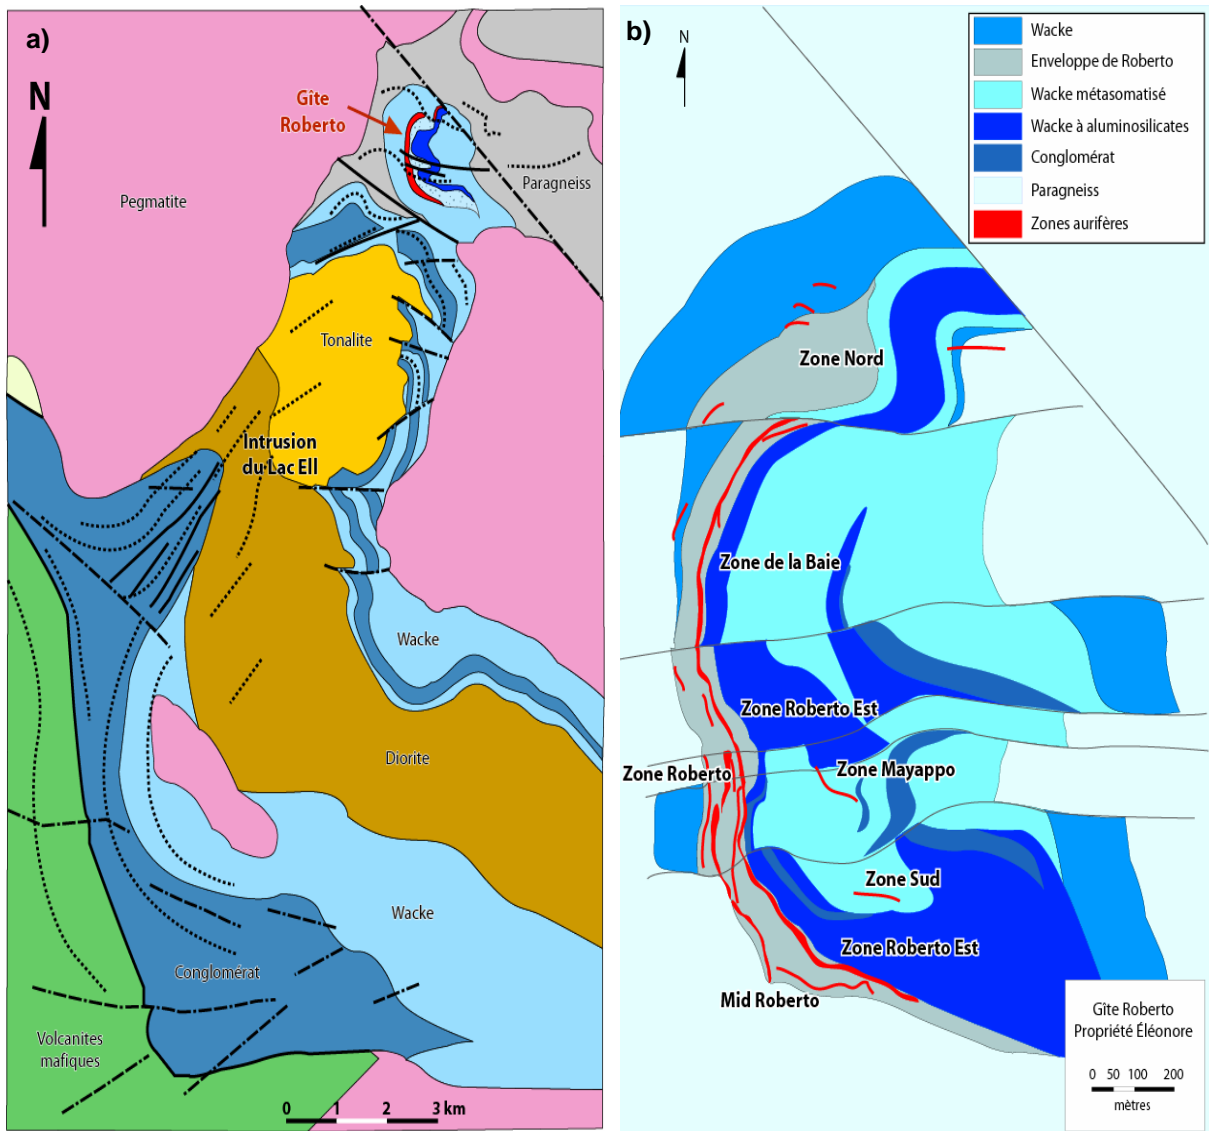 a)
N
Gîte
Roberto
Pegmatite
Paragneiss
Tonalite
Intrusion
du Lac Ell
Wacke
Diorite
Wacke
Conglomérat
Volcanites
mafiques
0 1 2 3 km
b)
N
Wacke
Enveloppe de Roberto
Wacke métasomatisé
Wacke à aluminosilicates
Conglomérat
Paragneiss
Zones aurifères
Zone Nord
Zone de la Baie
Zone Roberto Est
Zone Roberto
Zone Mayappo
Zone Sud
Zone Roberto Est
Mid Roberto
Gîte Roberto
Propriété Éléonore
0 50 100 200
mètres